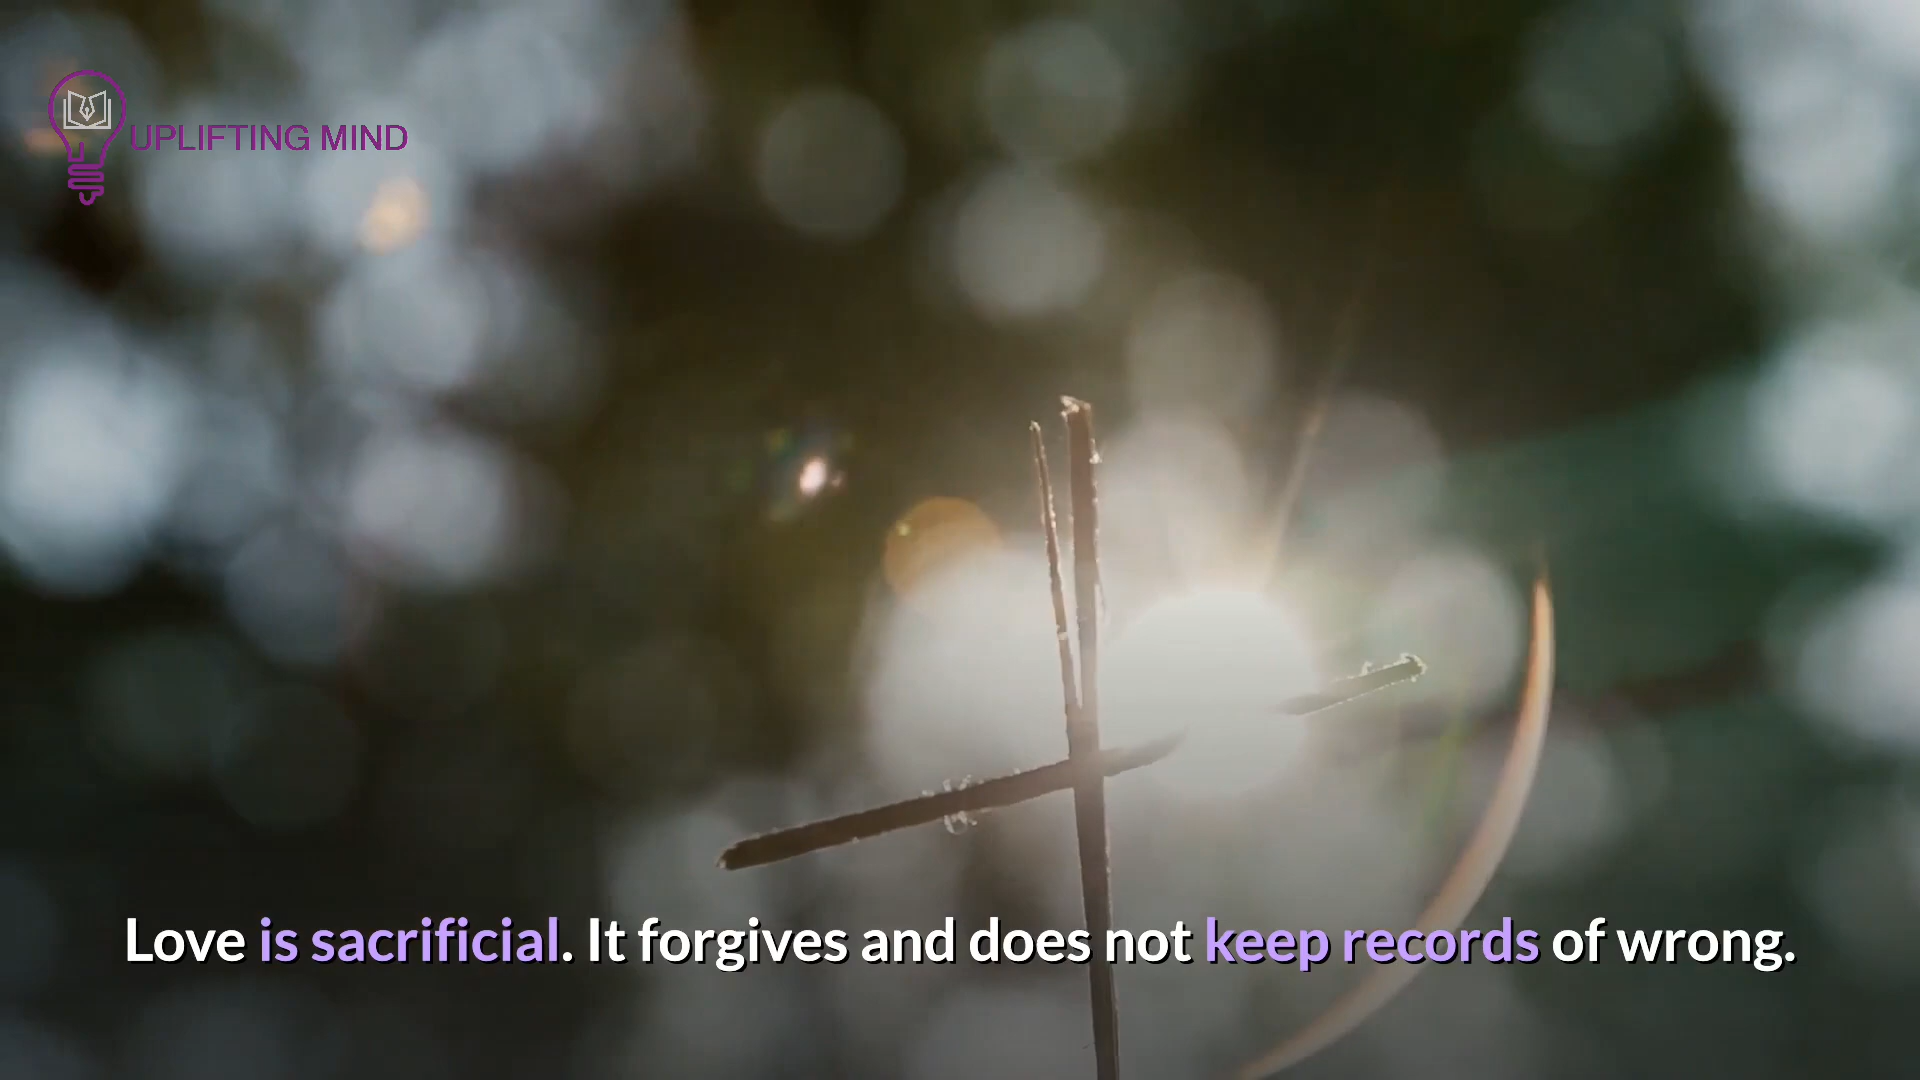 UPLIFTING MIND
Love is sacrificial. It forgives and does not keep records of wrong.